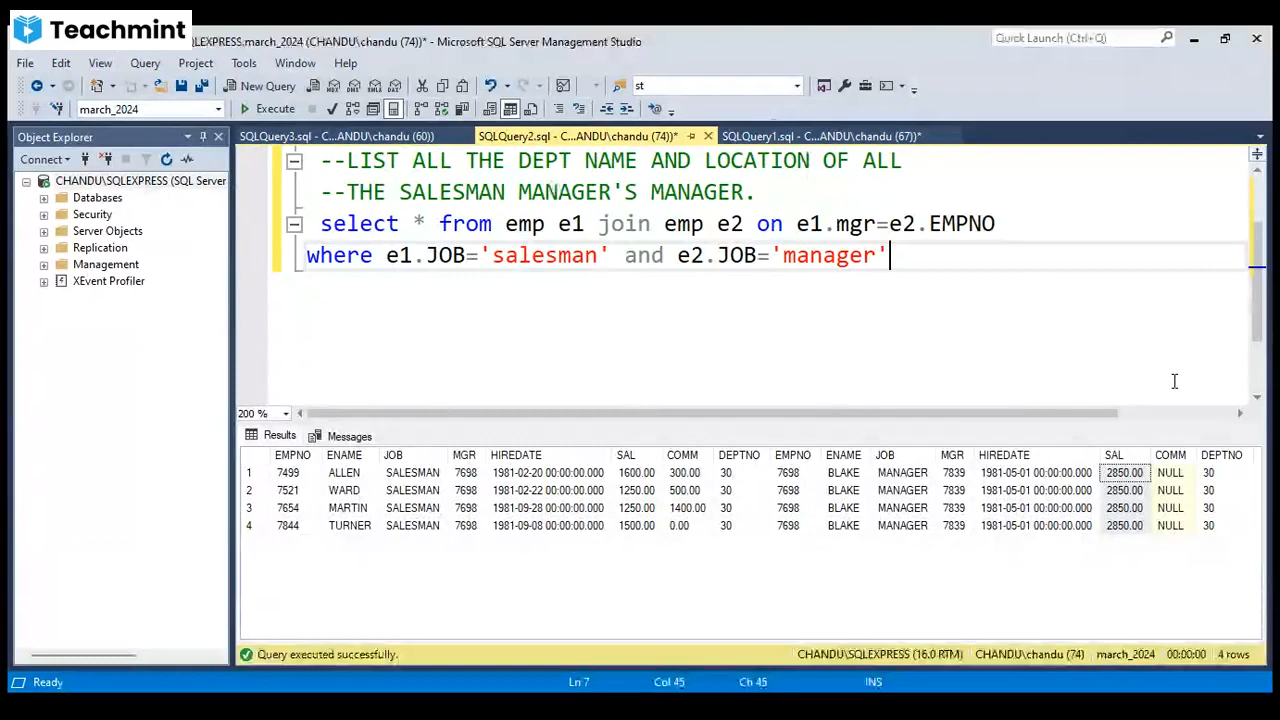 Teachmint
LEXPRESS.march_2024 (CHANDU\chandu (74))* - Microsoft SQL Server Management Studio
Quick Launch (Ctrl+Q)
File Edit View Query Project Tools Window Help
New Query
st
march_2024
Execute
Object Explorer
SQLQuery3.sql - C...ANDU\chandu (60))
SQLQuery2.sql - C...ANDU\chandu (74))*
SQLQuery1.sql - C...ANDU\chandu (67))*
Connect
CHANDU\SQLEXPRESS (SQL Server
Databases
Security
Server Objects
Replication
Management
XEvent Profiler
--LIST ALL THE DEPT NAME AND LOCATION OF ALL
--THE SALESMAN MANAGER'S MANAGER.
select * from emp e1 join emp e2 on e1.mgr=e2.EMPNO
where e1.JOB='salesman' and e2.JOB='manager'
200 %
Results Messages
EMPNO ENAME JOB MGR HIREDATE SAL COMM DEPTNO EMPNO ENAME JOB MGR HIREDATE SAL COMM DEPTNO
1 7499 ALLEN SALESMAN 7698 1981-02-20 00:00:00.000 1600.00 300.00 30 7698 BLAKE MANAGER 7839 1981-05-01 00:00:00.000 2850.00 NULL 30
2 7521 WARD SALESMAN 7698 1981-02-22 00:00:00.000 1250.00 500.00 30 7698 BLAKE MANAGER 7839 1981-05-01 00:00:00.000 2850.00 NULL 30
3 7654 MARTIN SALESMAN 7698 1981-09-28 00:00:00.000 1250.00 1400.00 30 7698 BLAKE MANAGER 7839 1981-05-01 00:00:00.000 2850.00 NULL 30
4 7844 TURNER SALESMAN 7698 1981-09-08 00:00:00.000 1500.00 0.00 30 7698 BLAKE MANAGER 7839 1981-05-01 00:00:00.000 2850.00 NULL 30
Query executed successfully.
CHANDU\SQLEXPRESS (16.0 RTM) CHANDU\chandu (74) march_2024 00:00:00 4 rows
Ready Ln 7 Col 45 Ch 45 INS